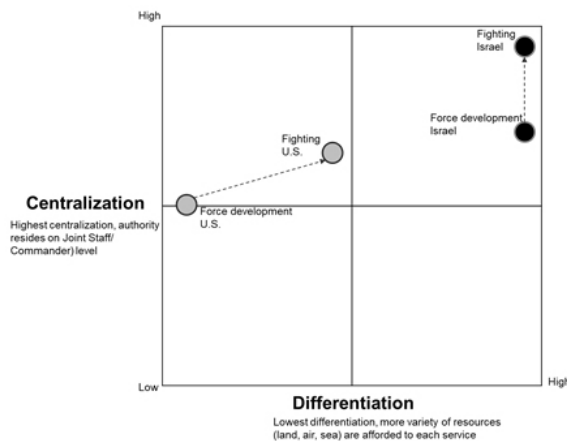 High
Fighting
Israel
Force development
Israel
Fighting
U.S.
Centralization
Highest centralization, authority
resides on Joint Staff/
Commander) level
Force development
U.S.
Low
High
Differentiation
Lowest differentiation, more variety of resources
(land, air, sea) are afforded to each service